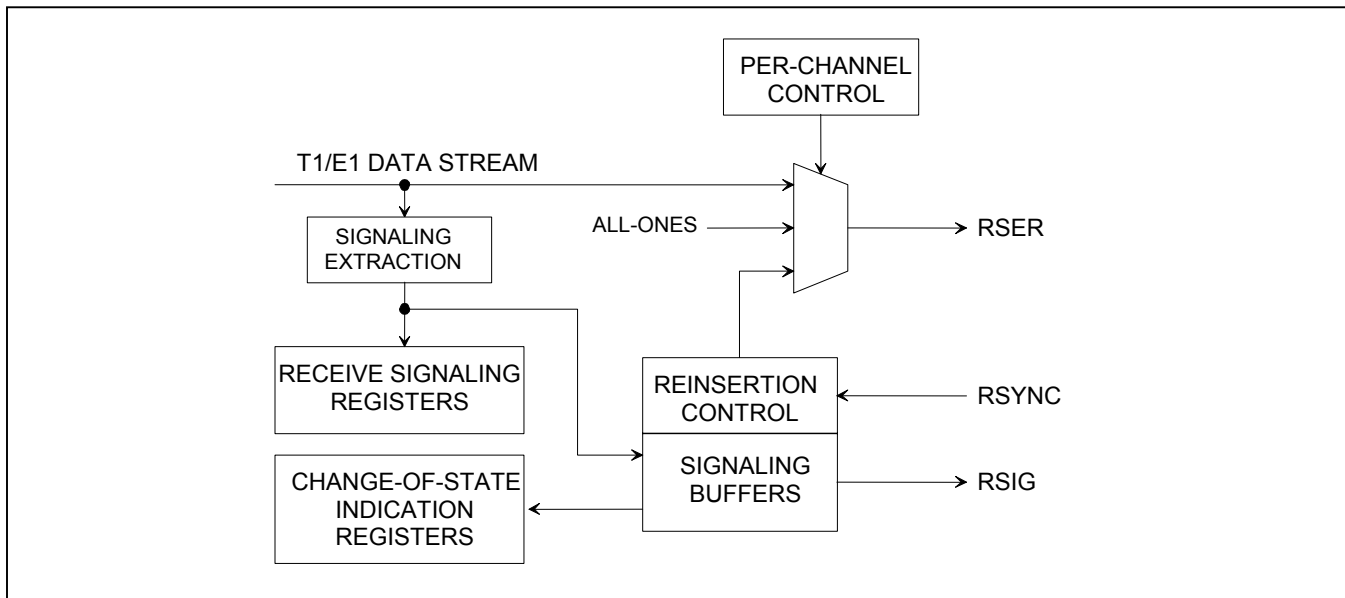 PER-CHANNEL
CONTROL
T1/E1 DATA STREAM
ALL-ONES
RSER
SIGNALING
EXTRACTION
RECEIVE SIGNALING
REGISTERS
REINSERTION
CONTROL
RSYNC
CHANGE-OF-STATE
INDICATION
REGISTERS
SIGNALING
BUFFERS
RSIG